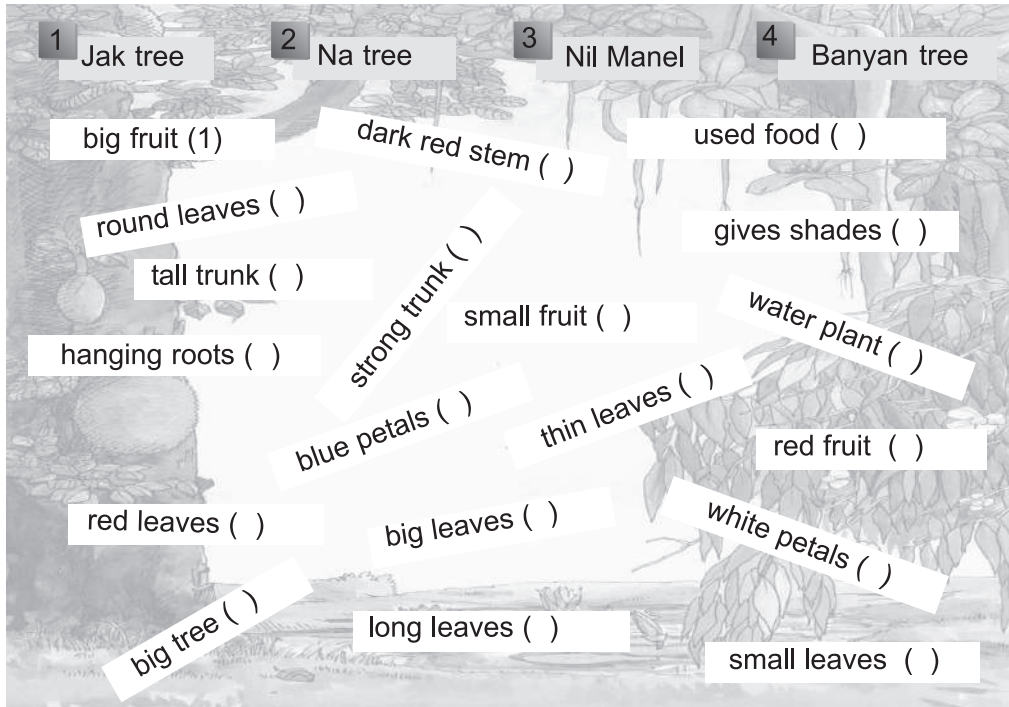 1 Jak tree
2 Na tree
3 Nil Manel
4 Banyan tree
big fruit (1)
dark red stem ( )
used food ( )
round leaves ( )
gives shades ( )
tall trunk ( )
strong trunk ( )
small fruit ( )
water plant ( )
hanging roots ( )
blue petals ( )
thin leaves ( )
red fruit ( )
red leaves ( )
big leaves ( )
white petals ( )
big tree ( )
long leaves ( )
small leaves ( )